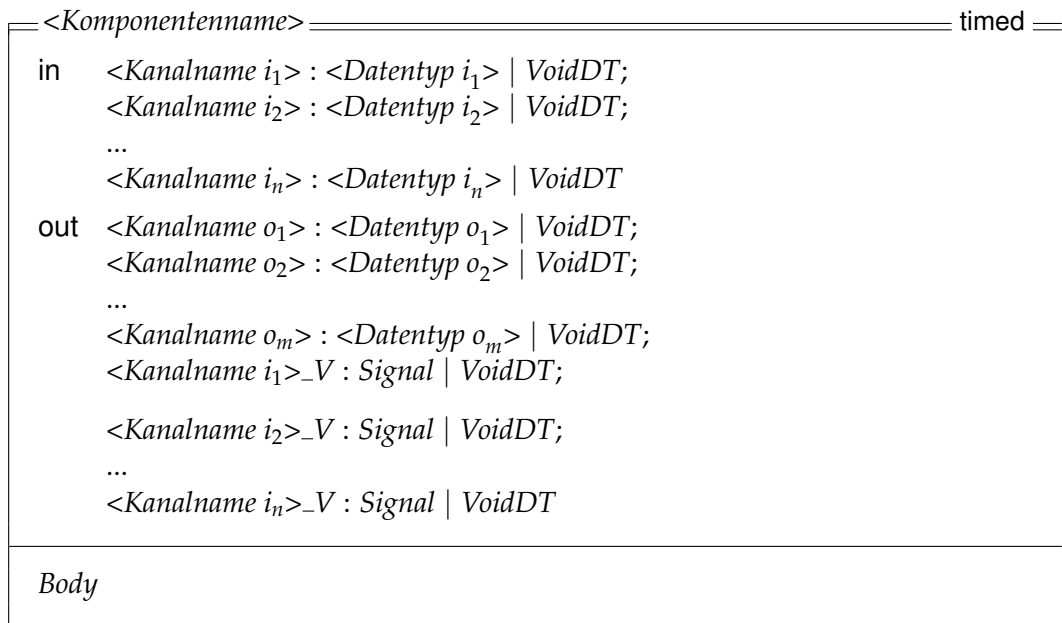 <Komponentenname> timed
in <Kanalname i₁> : <Datentyp i₁> | VoidDT;
<Kanalname i₂> : <Datentyp i₂> | VoidDT;
...
<Kanalname iₙ> : <Datentyp iₙ> | VoidDT
out <Kanalname o₁> : <Datentyp o₁> | VoidDT;
<Kanalname o₂> : <Datentyp o₂> | VoidDT;
...
<Kanalname oₘ> : <Datentyp oₘ> | VoidDT;
<Kanalname i₁>_V : Signal | VoidDT;
<Kanalname i₂>_V : Signal | VoidDT;
...
<Kanalname iₙ>_V : Signal | VoidDT
Body